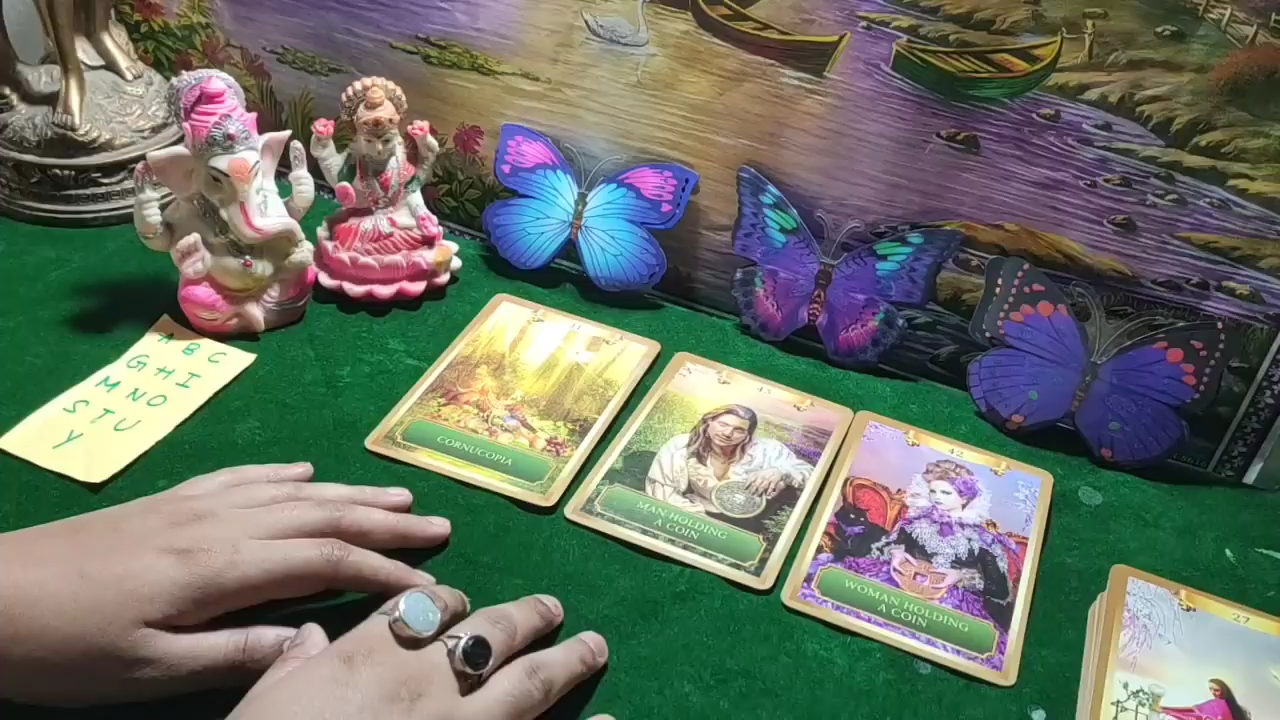 A B C
G H I
M N O
S T U
Y
CORNUCOPIA
MAN HOLDING
A COIN
42
WOMAN HOLDING
A COIN
27